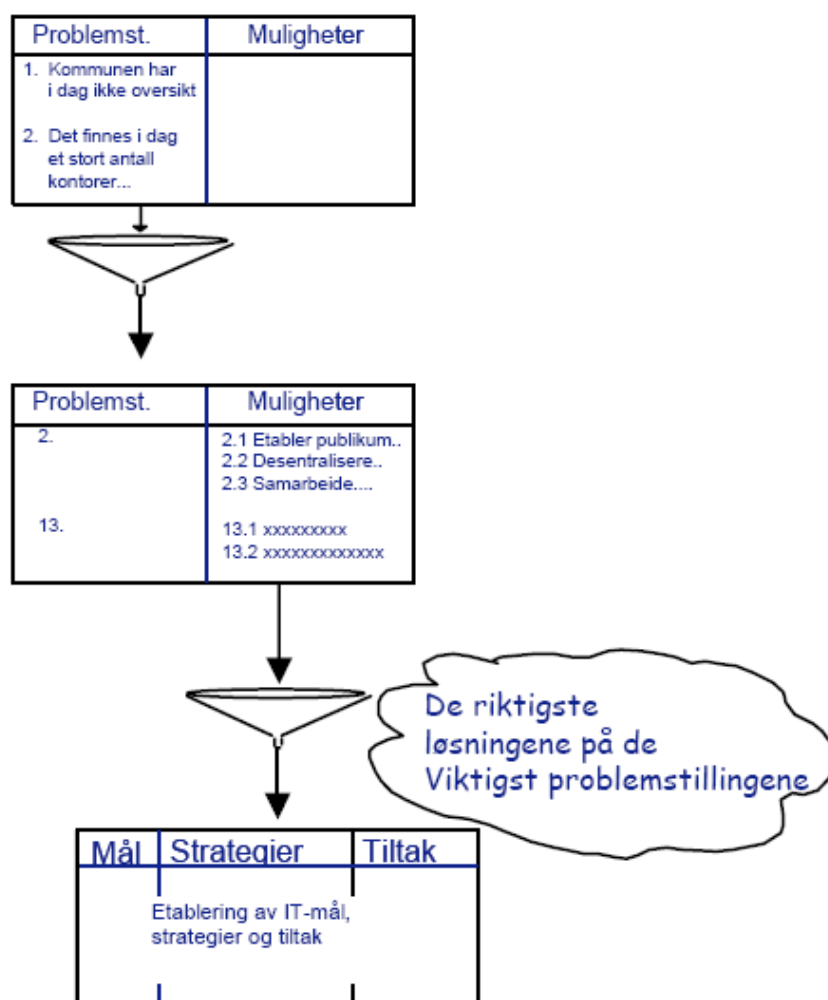 Problemst. Muligheter
1. Kommunen har
i dag ikke oversikt
2. Det finnes i dag
et stort antall
kontorer...
Problemst. Muligheter
2. 2.1 Etabler publikum..
2.2 Desentralisere..
2.3 Samarbeide....
13. 13.1 xxxxxxxxx
13.2 xxxxxxxxxxxxx
De riktigste
løsningene på de
Viktigst problemstillingene
Mål Strategier Tiltak
Etablering av IT-mål,
strategier og tiltak